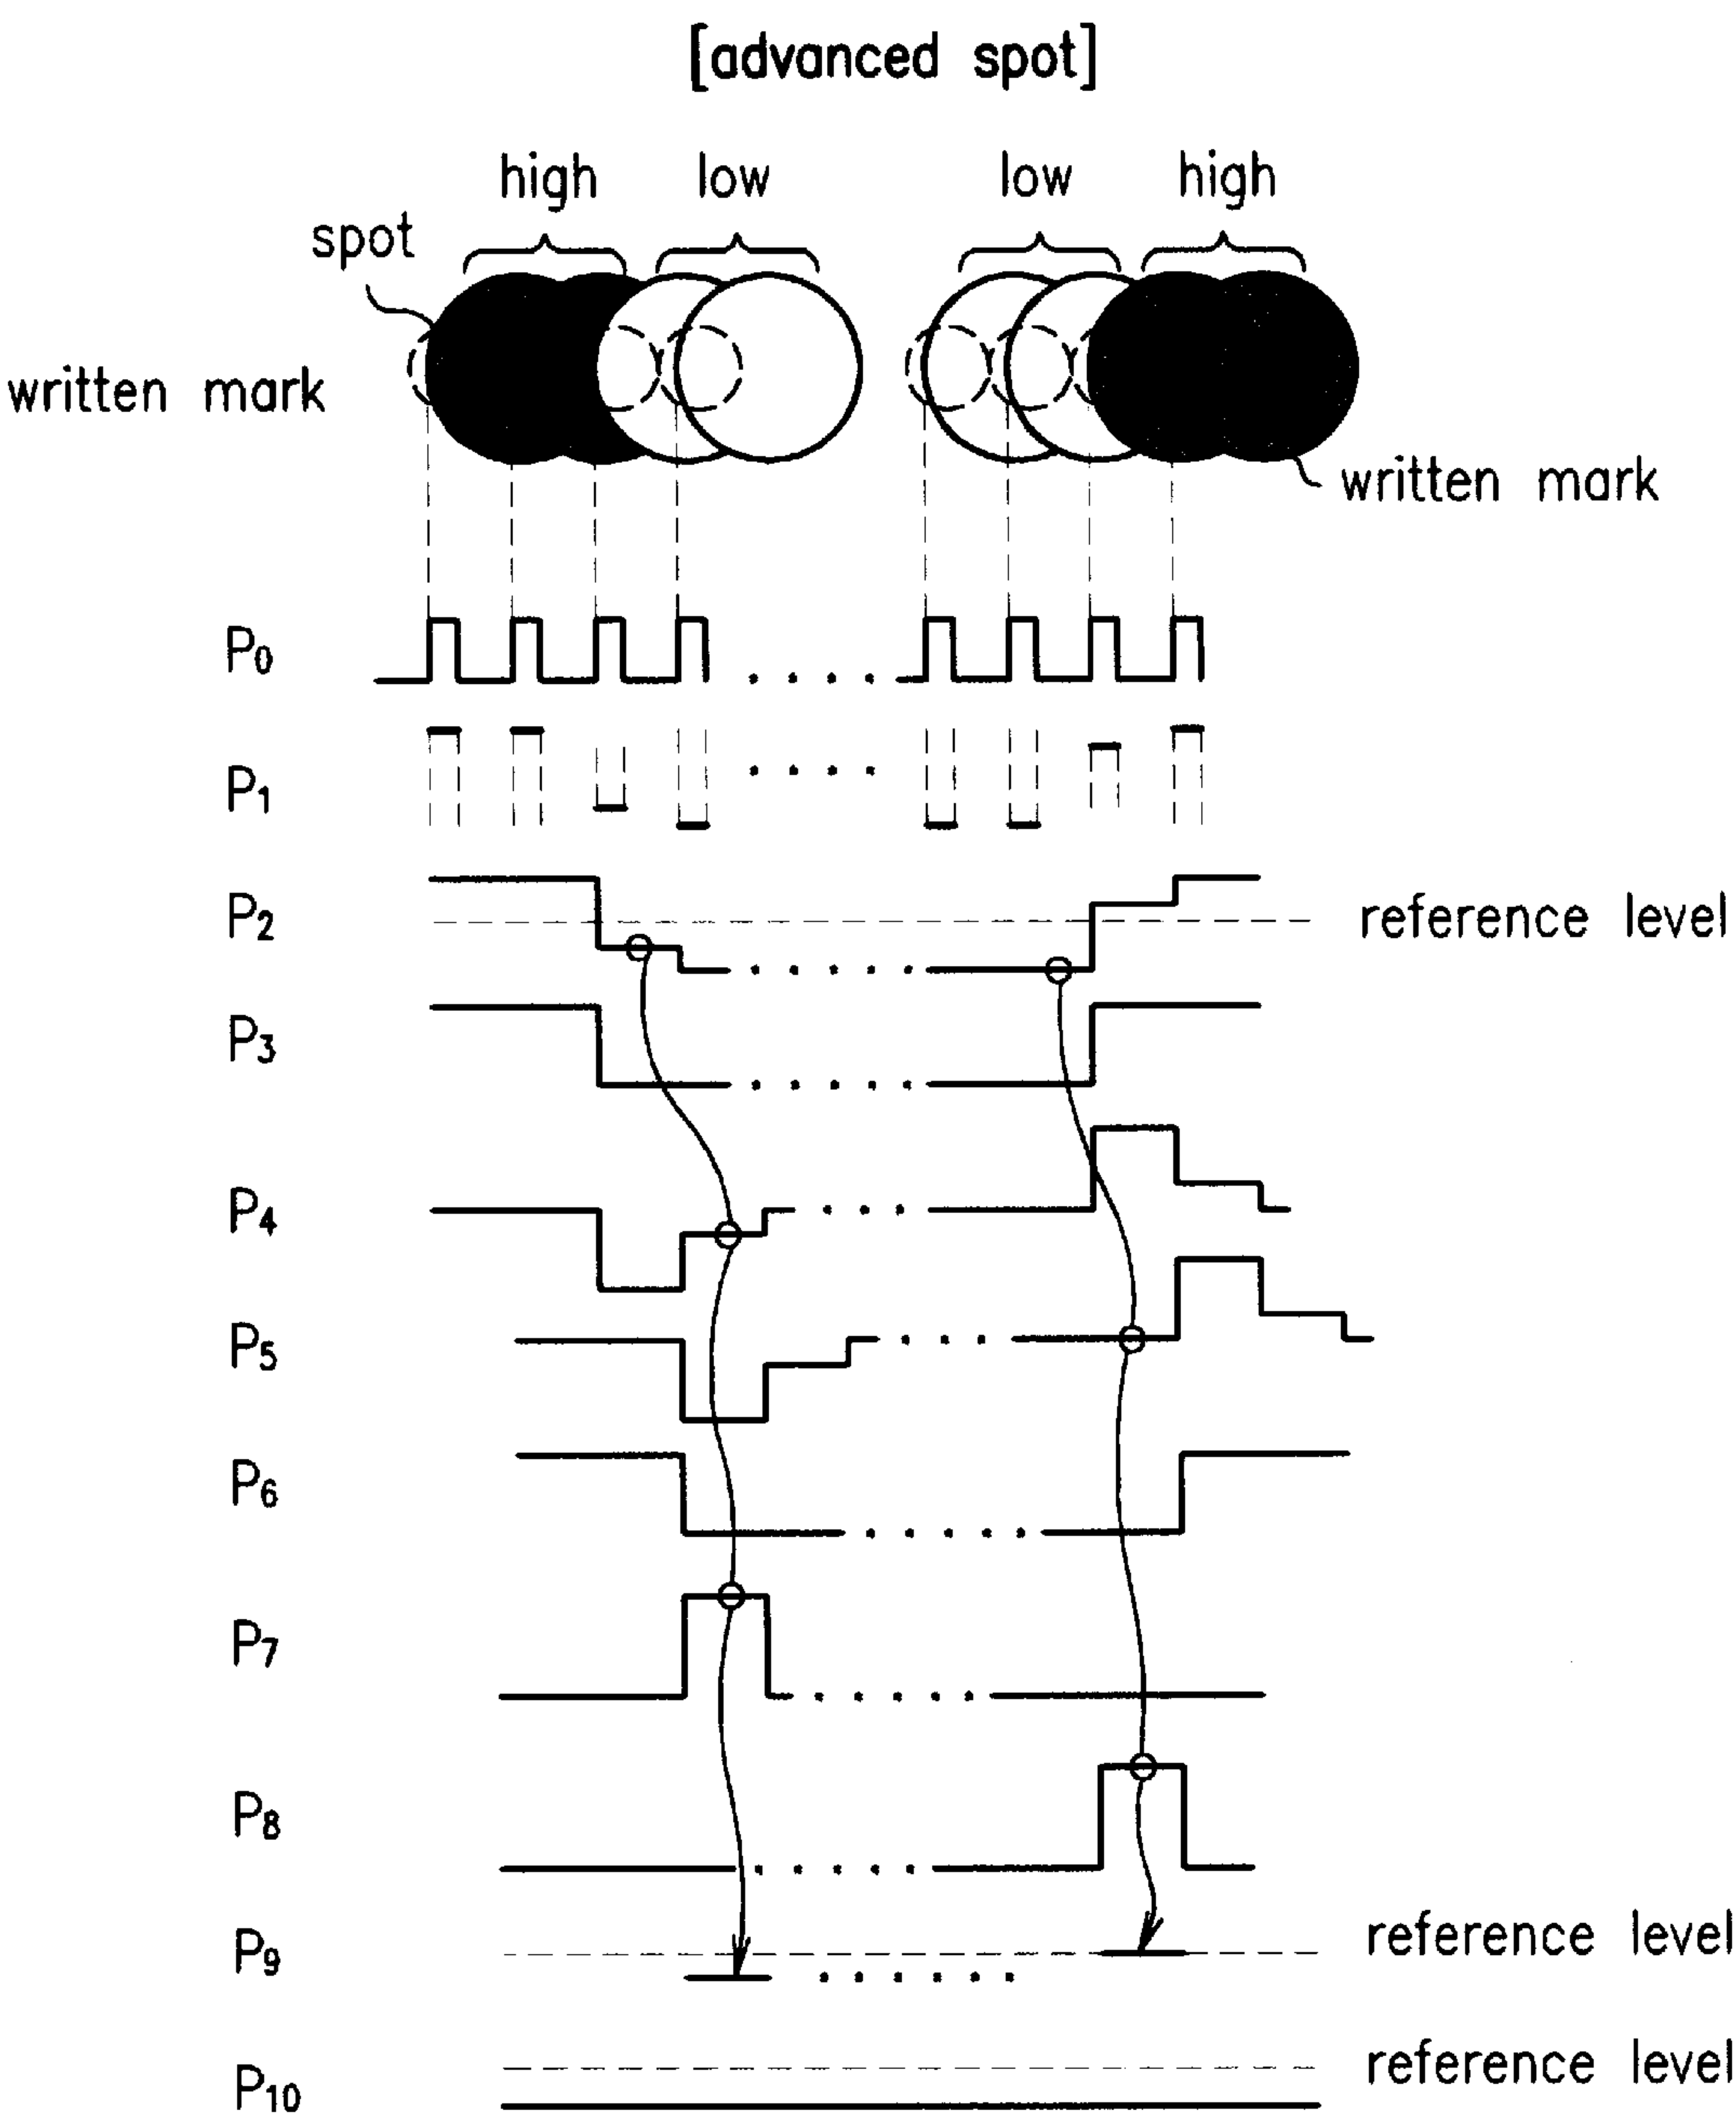 [advanced spot]
high low low high
spot
written mark
written mark
P0
P1
P2 reference level
P3
P4
P5
P6
P7
P8
P9 reference level
P10 reference level